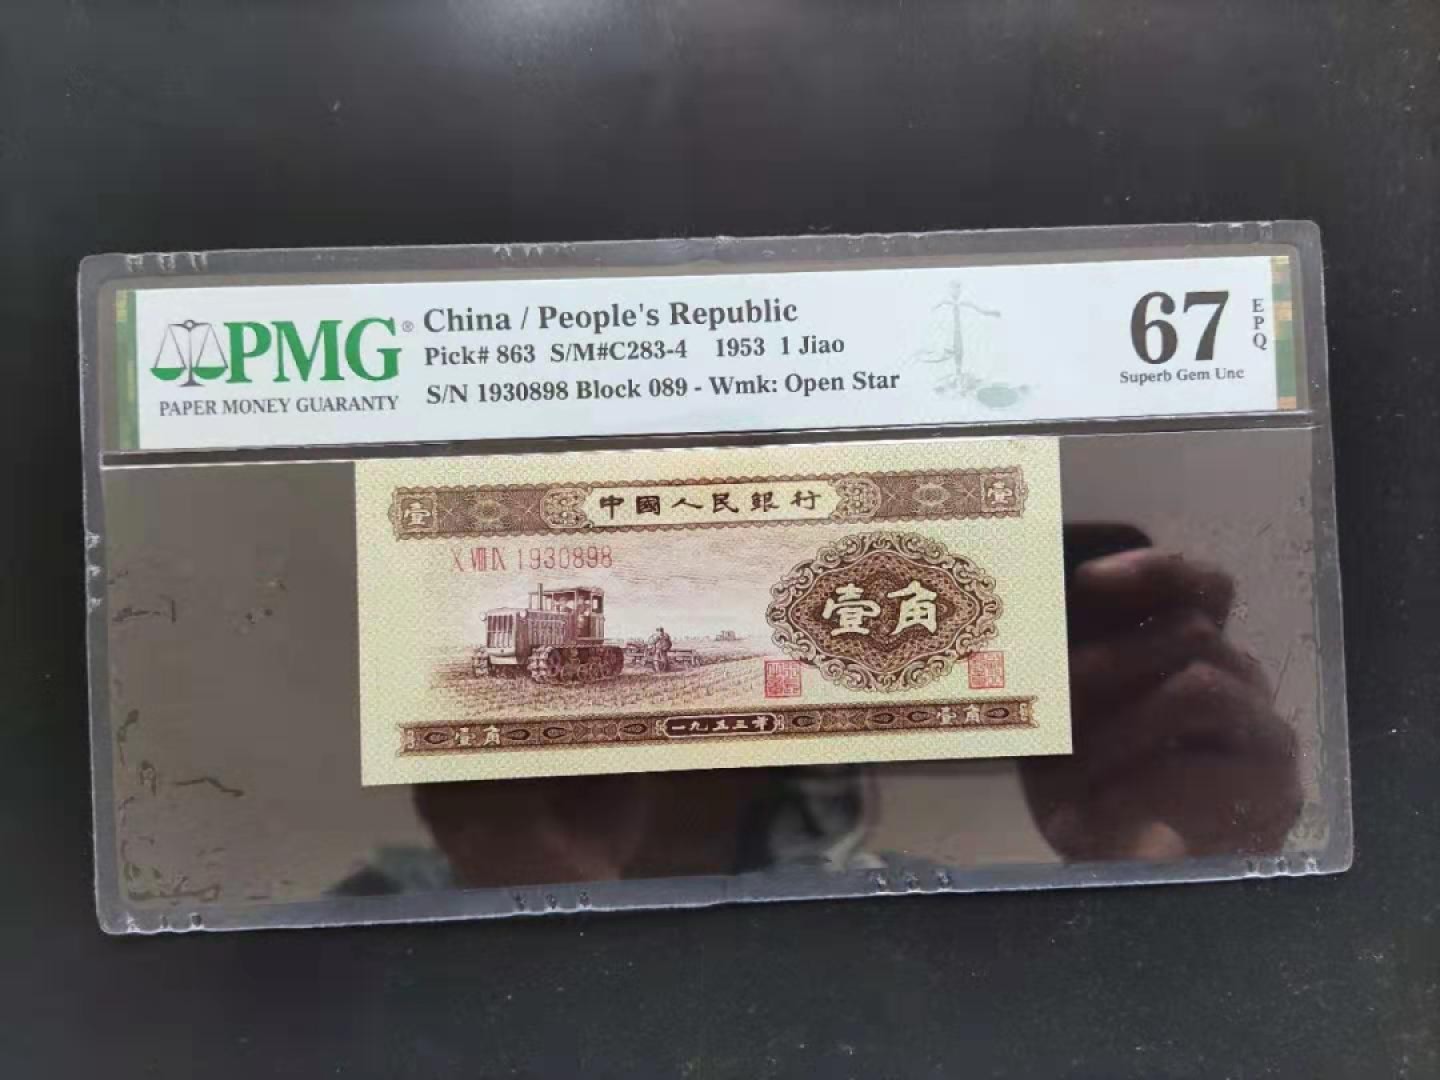 PMG®
PAPER MONEY GUARANTY
China / People's Republic
Pick# 863 S/M#C283-4 1953 1 Jiao
S/N 1930898 Block 089 - Wmk: Open Star
67
EPQ
Superb Gem Unc
壹 中國人民銀行 壹
X VIII IX 1930898
壹角
壹角 一九五三年 壹角